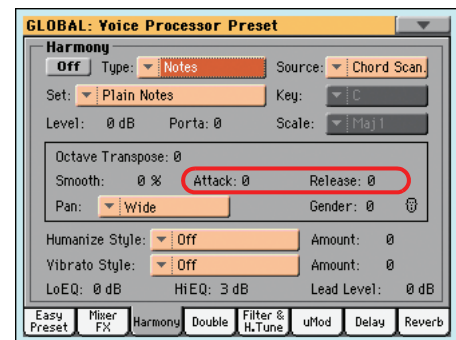 GLOBAL: Voice Processor Preset
Harmony
Off Type: Notes Source: Chord Scan.
Set: Plain Notes Key: C
Level: 0 dB Porta: 0 Scale: Maj1
Octave Transpose: 0
Smooth: 0 % Attack: 0 Release: 0
Pan: Wide Gender: 0
Humanize Style: Off Amount: 0
Vibrato Style: Off Amount: 0
LoEQ: 0 dB HiEQ: 3 dB Lead Level: 0 dB
Easy Preset Mixer FX Harmony Double Filter & H.Tune uMod Delay Reverb